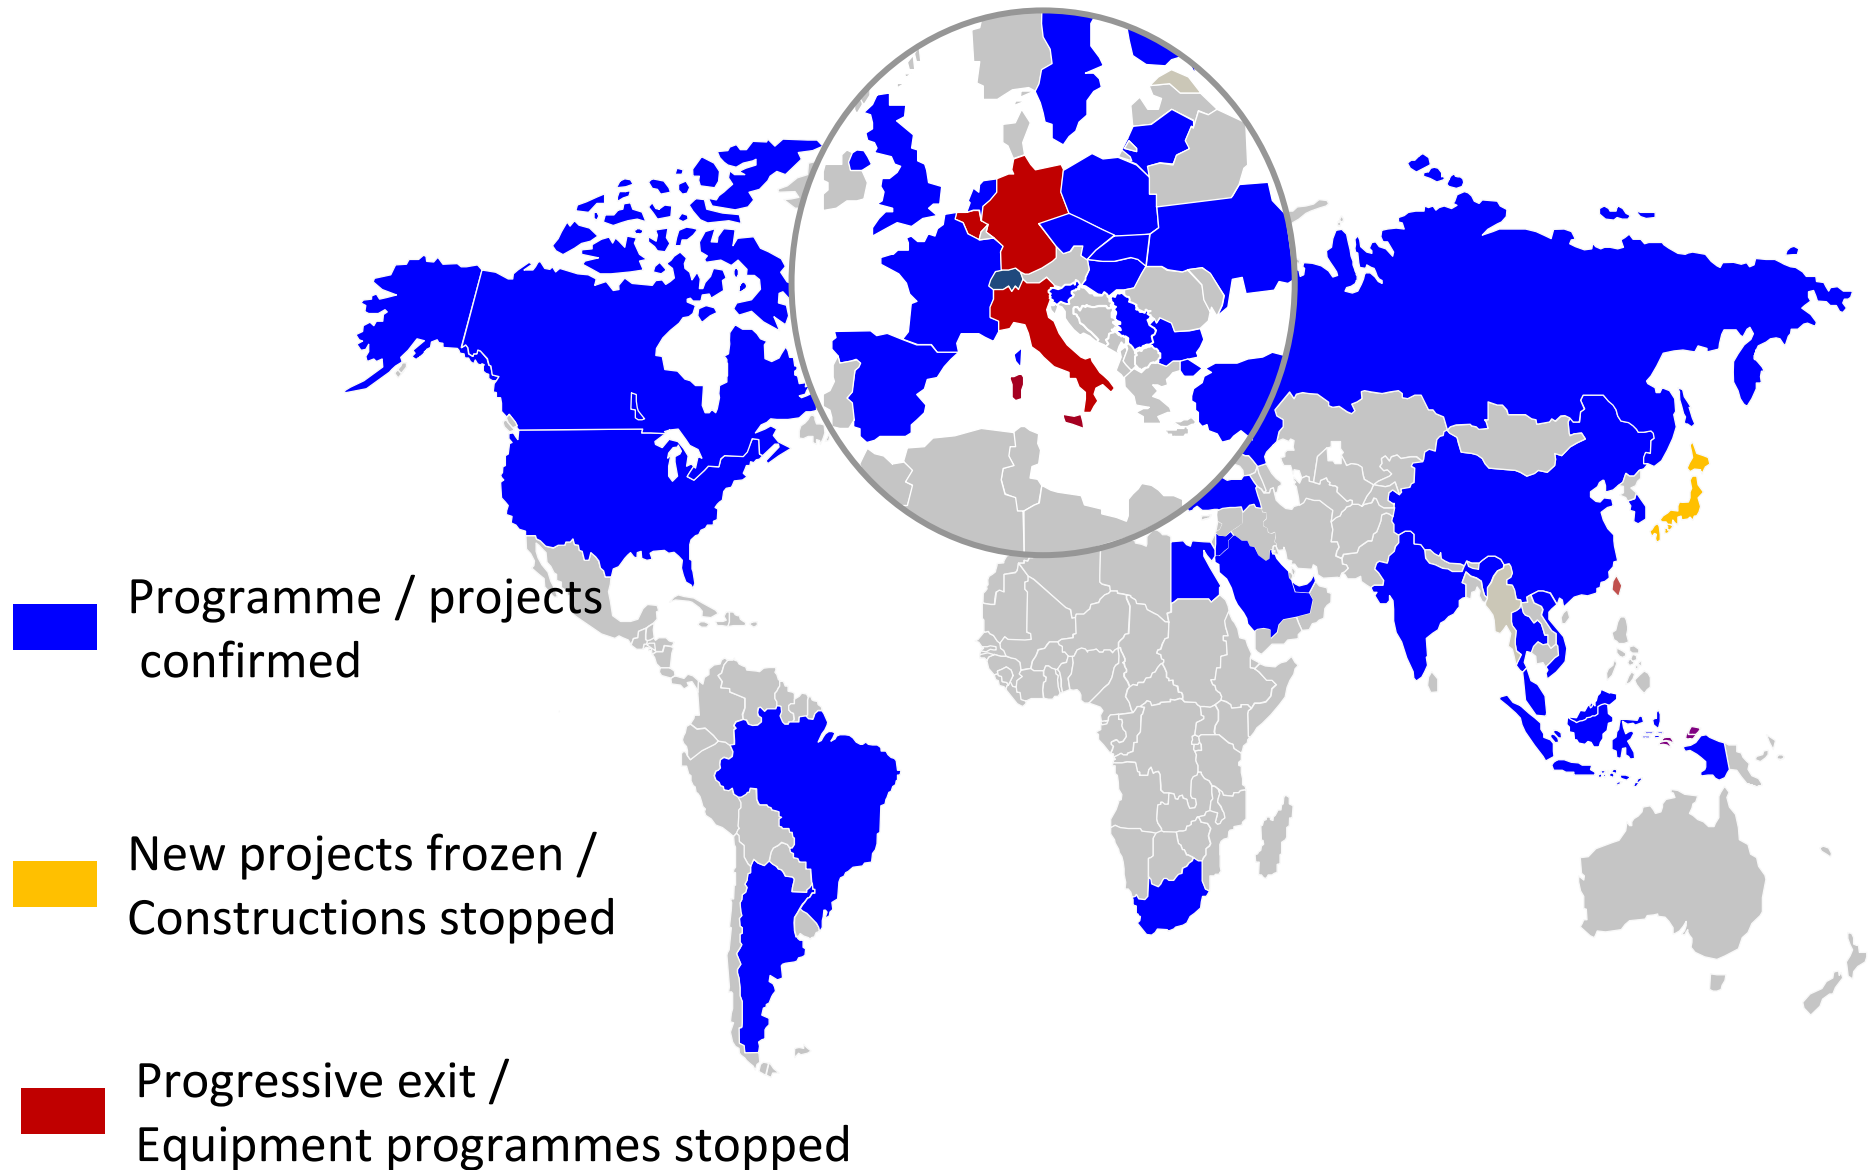 Programme / projects
confirmed
New projects frozen /
Constructions stopped
Progressive exit /
Equipment programmes stopped